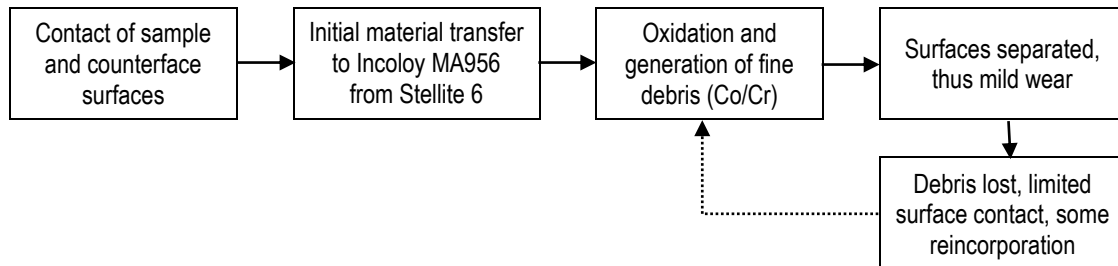 Contact of sample
and counterface
surfaces
Initial material transfer
to Incoloy MA956
from Stellite 6
Oxidation and
generation of fine
debris (Co/Cr)
Surfaces separated,
thus mild wear
Debris lost, limited
surface contact, some
reincorporation